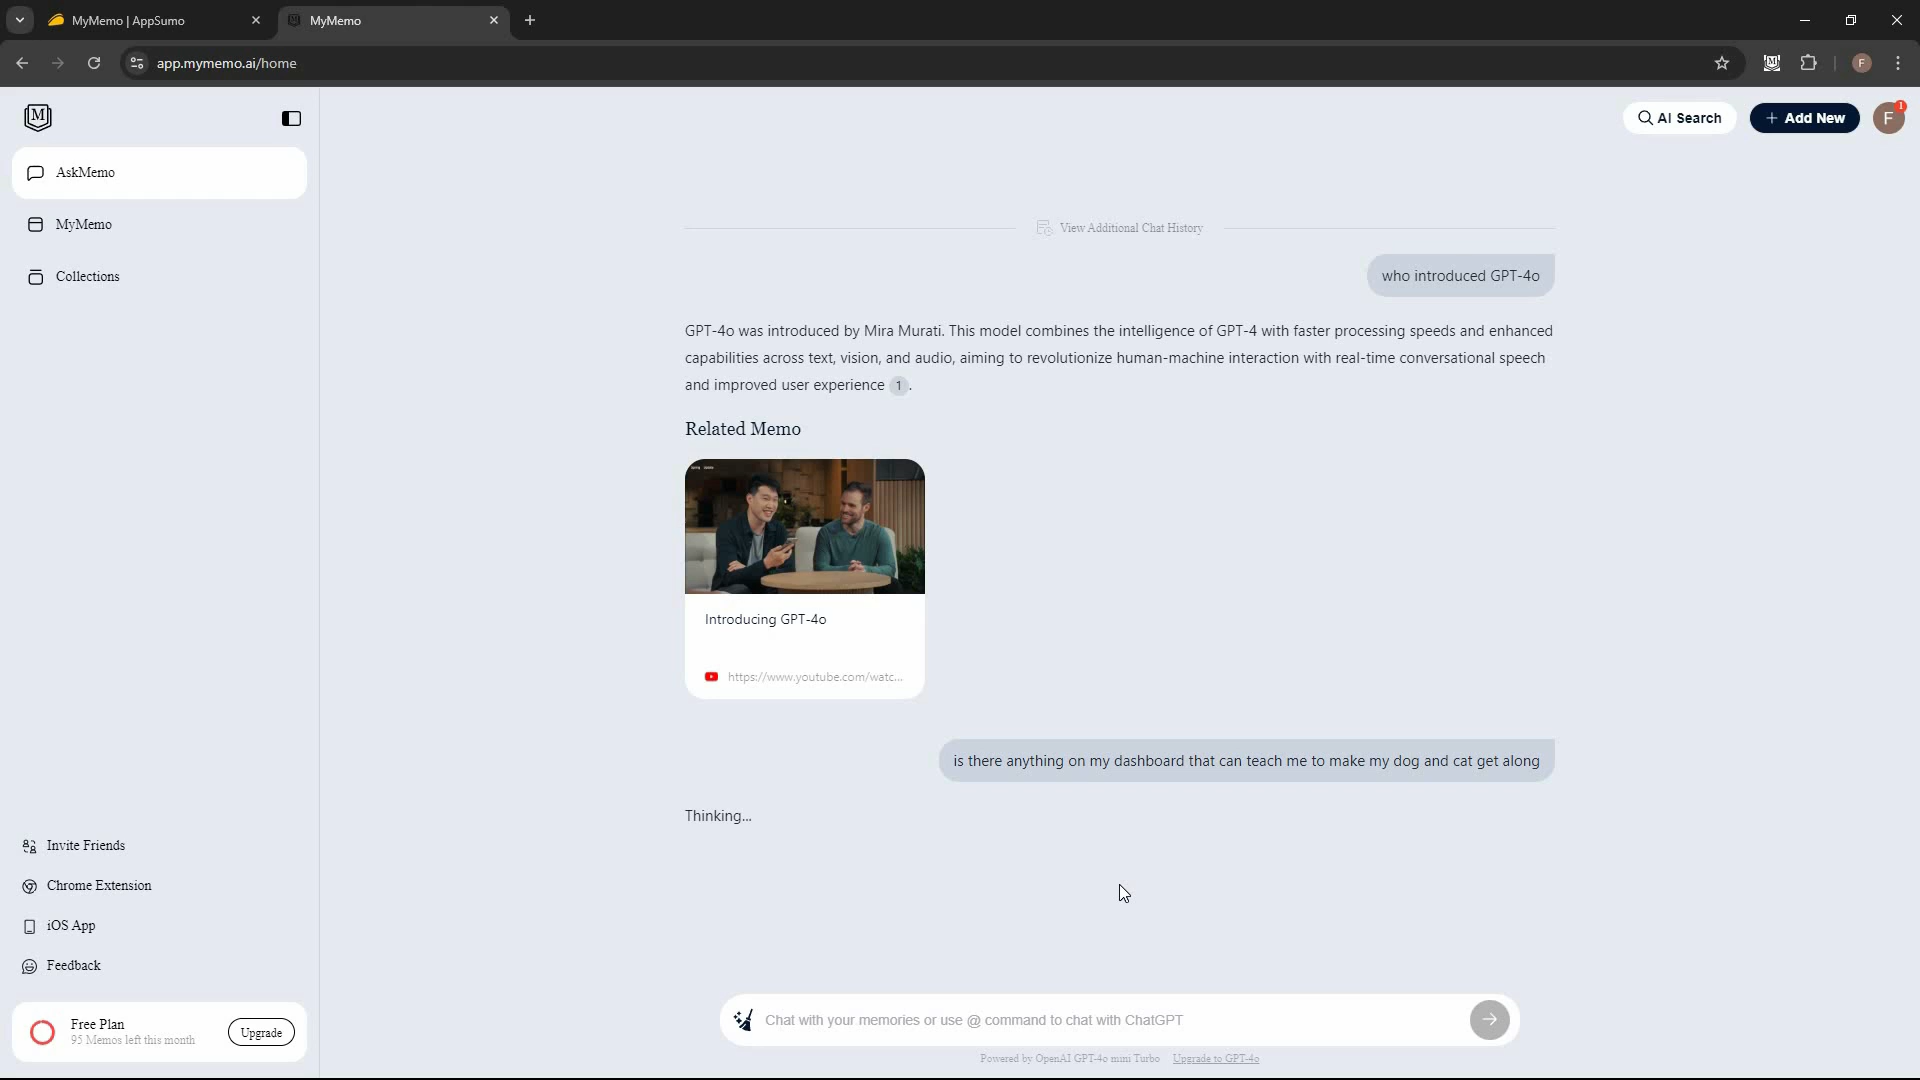 MyMemo | AppSumo
MyMemo
app.mymemo.ai/home
F
M
AI Search
+ Add New
F
1
AskMemo
MyMemo
Collections
View Additional Chat History
who introduced GPT-4o
GPT-4o was introduced by Mira Murati. This model combines the intelligence of GPT-4 with faster processing speeds and enhanced
capabilities across text, vision, and audio, aiming to revolutionize human-machine interaction with real-time conversational speech
and improved user experience 1.
Related Memo
Introducing GPT-4o
https://www.youtube.com/watc...
is there anything on my dashboard that can teach me to make my dog and cat get along
Thinking...
Invite Friends
Chrome Extension
iOS App
Feedback
Free Plan
95 Memos left this month
Upgrade
Chat with your memories or use @ command to chat with ChatGPT
Powered by OpenAI GPT-4o mini Turbo Upgrade to GPT-4o